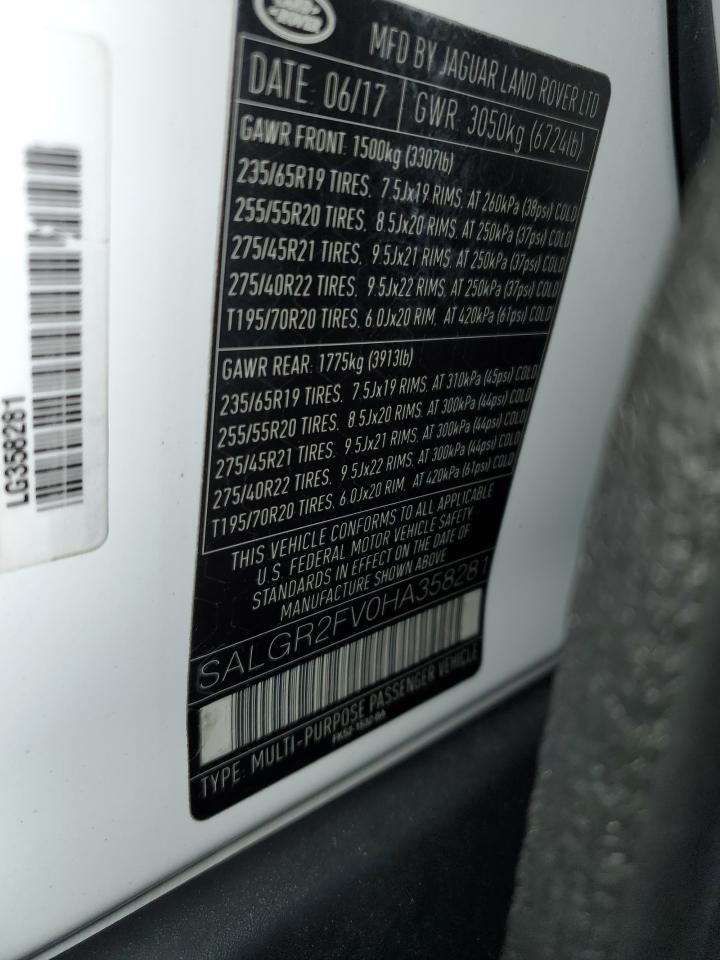 LAND
ROVER
MFD BY JAGUAR LAND ROVER LTD
DATE: 06/17 GWR: 3050kg (6724lb)
GAWR FRONT: 1500kg (3307lb)
235/65R19 TIRES, 7.5Jx19 RIMS, AT 260kPa (38psi) COLD
255/55R20 TIRES, 8.5Jx20 RIMS, AT 250kPa (37psi) COLD
275/45R21 TIRES, 9.5Jx21 RIMS, AT 250kPa (37psi) COLD
275/40R22 TIRES, 9.5Jx22 RIMS, AT 250kPa (37psi) COLD
T195/70R20 TIRES, 6.0Jx20 RIM, AT 420kPa (61psi) COLD
GAWR REAR: 1775kg (3913lb)
235/65R19 TIRES, 7.5Jx19 RIMS, AT 310kPa (45psi) COLD
255/55R20 TIRES, 8.5Jx20 RIMS, AT 300kPa (44psi) COLD
275/45R21 TIRES, 9.5Jx21 RIMS, AT 300kPa (44psi) COLD
275/40R22 TIRES, 9.5Jx22 RIMS, AT 300kPa (44psi) COLD
T195/70R20 TIRES, 6.0Jx20 RIM, AT 420kPa (61psi) COLD
THIS VEHICLE CONFORMS TO ALL APPLICABLE
U.S. FEDERAL MOTOR VEHICLE SAFETY
STANDARDS IN EFFECT ON THE DATE OF
MANUFACTURE SHOWN ABOVE
SALGR2FV0HA358281
TYPE: MULTI-PURPOSE PASSENGER VEHICLE
FK52-1532-BA
LG358281